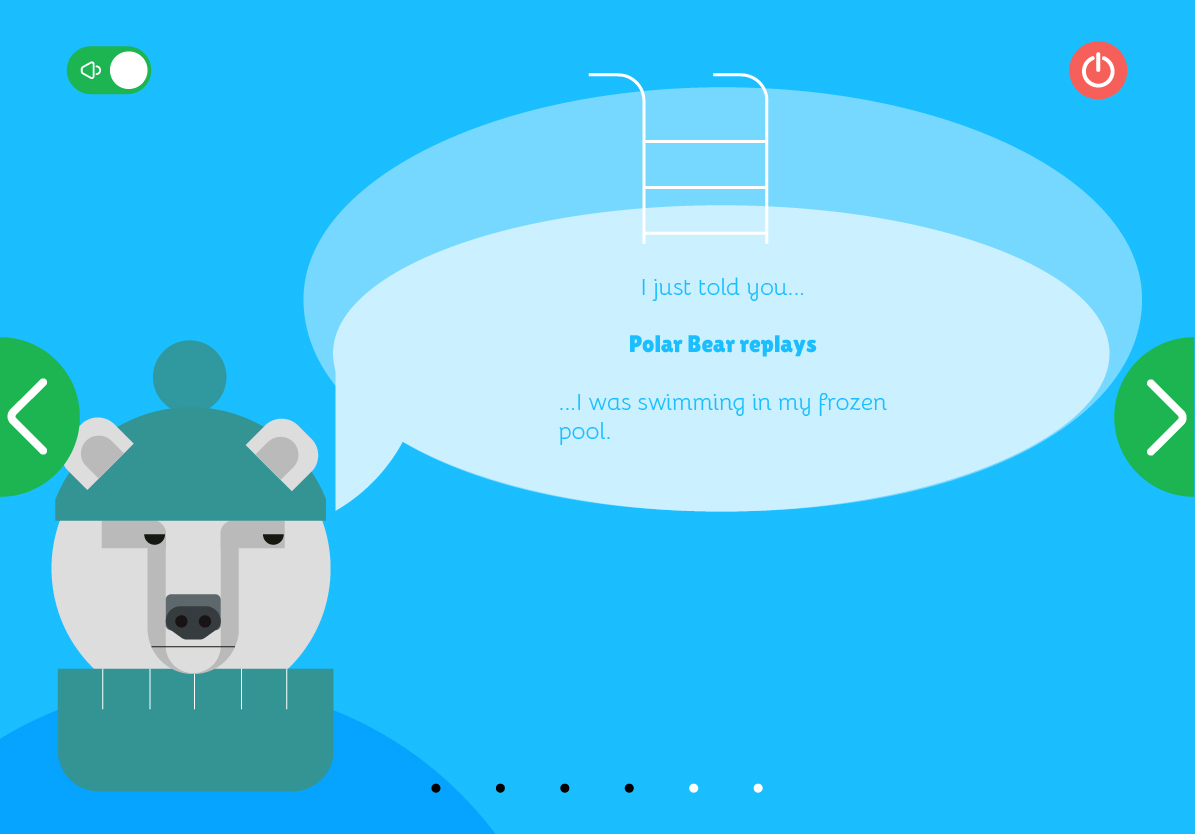 I just told you...
Polar Bear replays
...I was swimming in my frozen
pool.